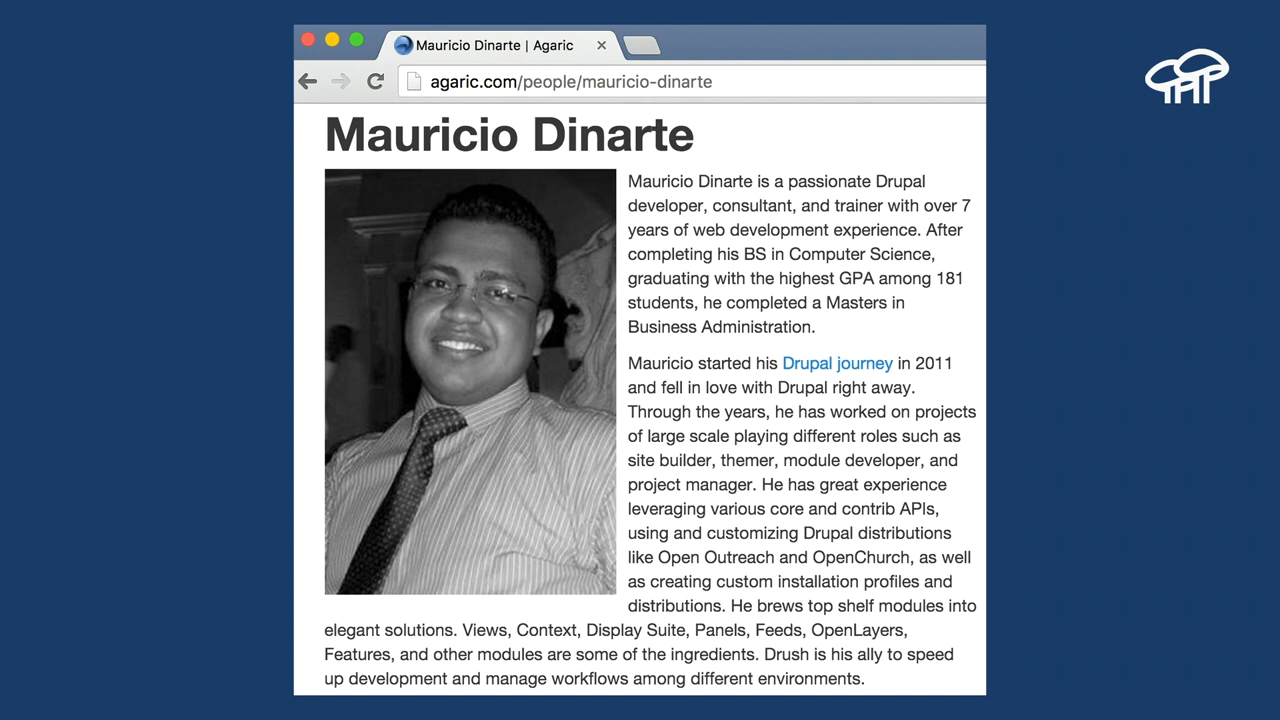 Mauricio Dinarte | Agaric
agaric.com/people/mauricio-dinarte
Mauricio Dinarte
Mauricio Dinarte is a passionate Drupal
developer, consultant, and trainer with over 7
years of web development experience. After
completing his BS in Computer Science,
graduating with the highest GPA among 181
students, he completed a Masters in
Business Administration.
Mauricio started his Drupal journey in 2011
and fell in love with Drupal right away.
Through the years, he has worked on projects
of large scale playing different roles such as
site builder, themer, module developer, and
project manager. He has great experience
leveraging various core and contrib APIs,
using and customizing Drupal distributions
like Open Outreach and OpenChurch, as well
as creating custom installation profiles and
distributions. He brews top shelf modules into
elegant solutions. Views, Context, Display Suite, Panels, Feeds, OpenLayers,
Features, and other modules are some of the ingredients. Drush is his ally to speed
up development and manage workflows among different environments.